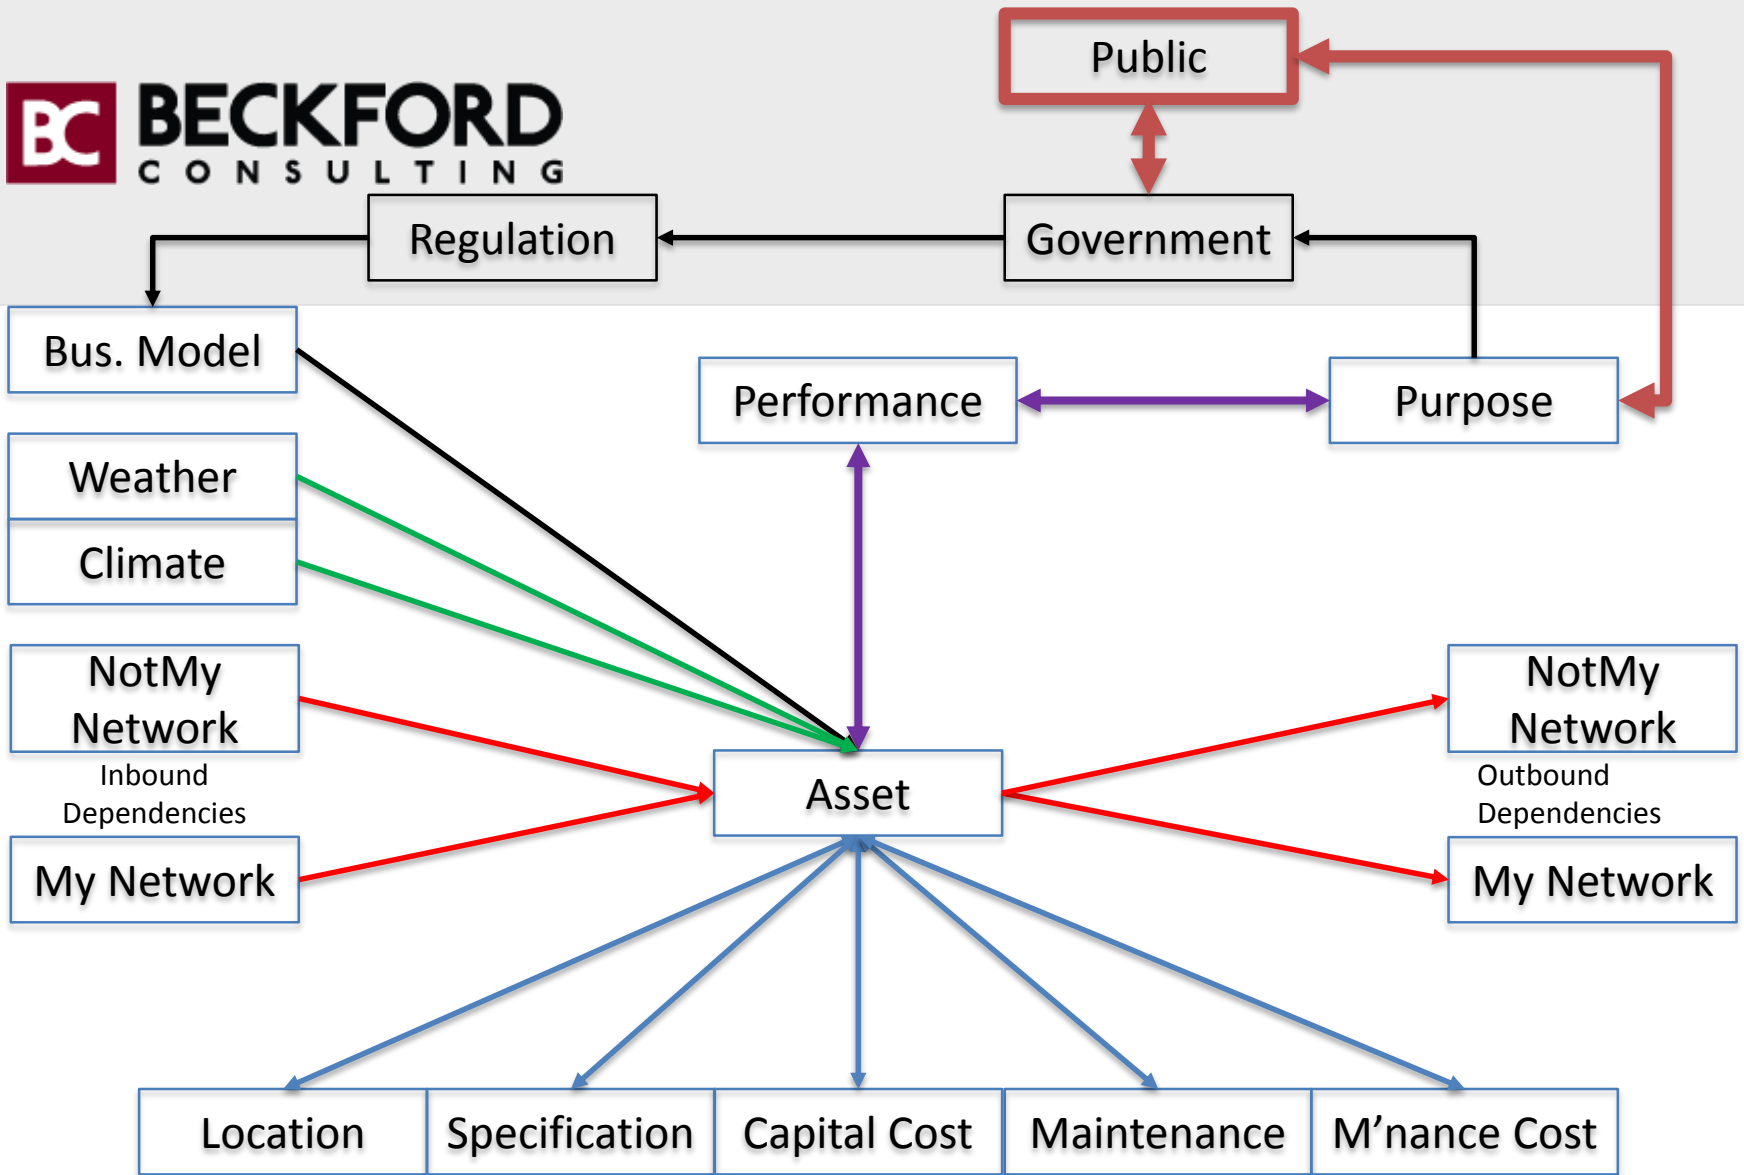 Public
BC BECKFORD
CONSULTING
Regulation
Government
Bus. Model
Performance
Purpose
Weather
Climate
NotMy
Network
Inbound
Dependencies
My Network
Asset
NotMy
Network
Outbound
Dependencies
My Network
Location
Specification
Capital Cost
Maintenance
M'nance Cost